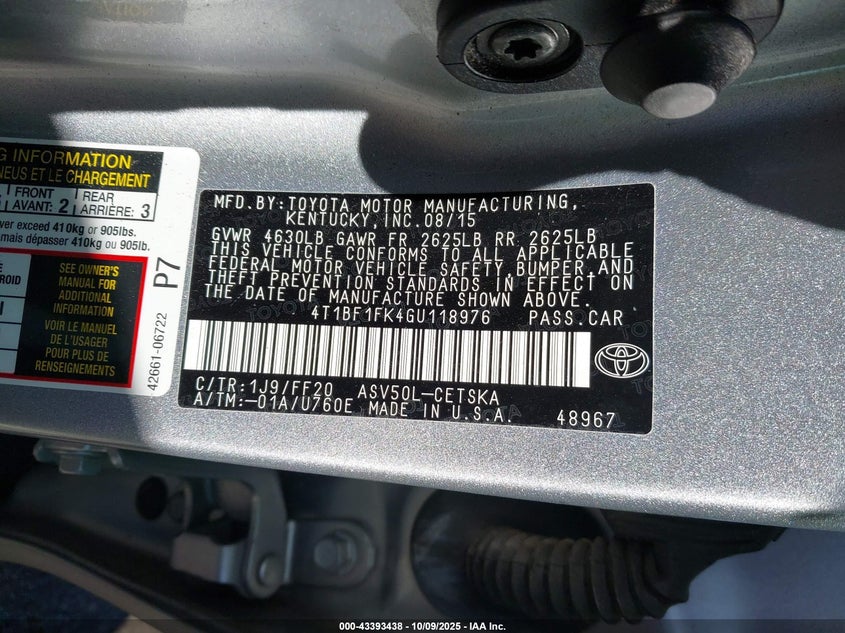 G INFORMATION
NEUS ET LE CHARGEMENT
FRONT
AVANT: 2
REAR
ARRIÈRE: 3
ver exceed 410kg or 905lbs.
mais dépasser 410kg ou 905lb.
SEE OWNER'S
MANUAL FOR
ADDITIONAL
INFORMATION
VOIR LE MANUEL
POUR PLUS DE
RENSEIGNEMENTS
P7
42661-06722
MFD.BY:TOYOTA MOTOR MANUFACTURING,
KENTUCKY,INC.08/15
GVWR 4630LB GAWR FR 2625LB RR 2625LB
THIS VEHICLE CONFORMS TO ALL APPLICABLE
FEDERAL MOTOR VEHICLE SAFETY,BUMPER,AND
THEFT PREVENTION STANDARDS IN EFFECT ON
THE DATE OF MANUFACTURE SHOWN ABOVE.
4T1BF1FK4GU118976 PASS.CAR
C/TR:1J9/FF20 ASV50L-CETSKA
A/TM:-01A/U760E MADE IN U.S.A.
48967
000-43393438 - 10/09/2025 - IAA Inc.